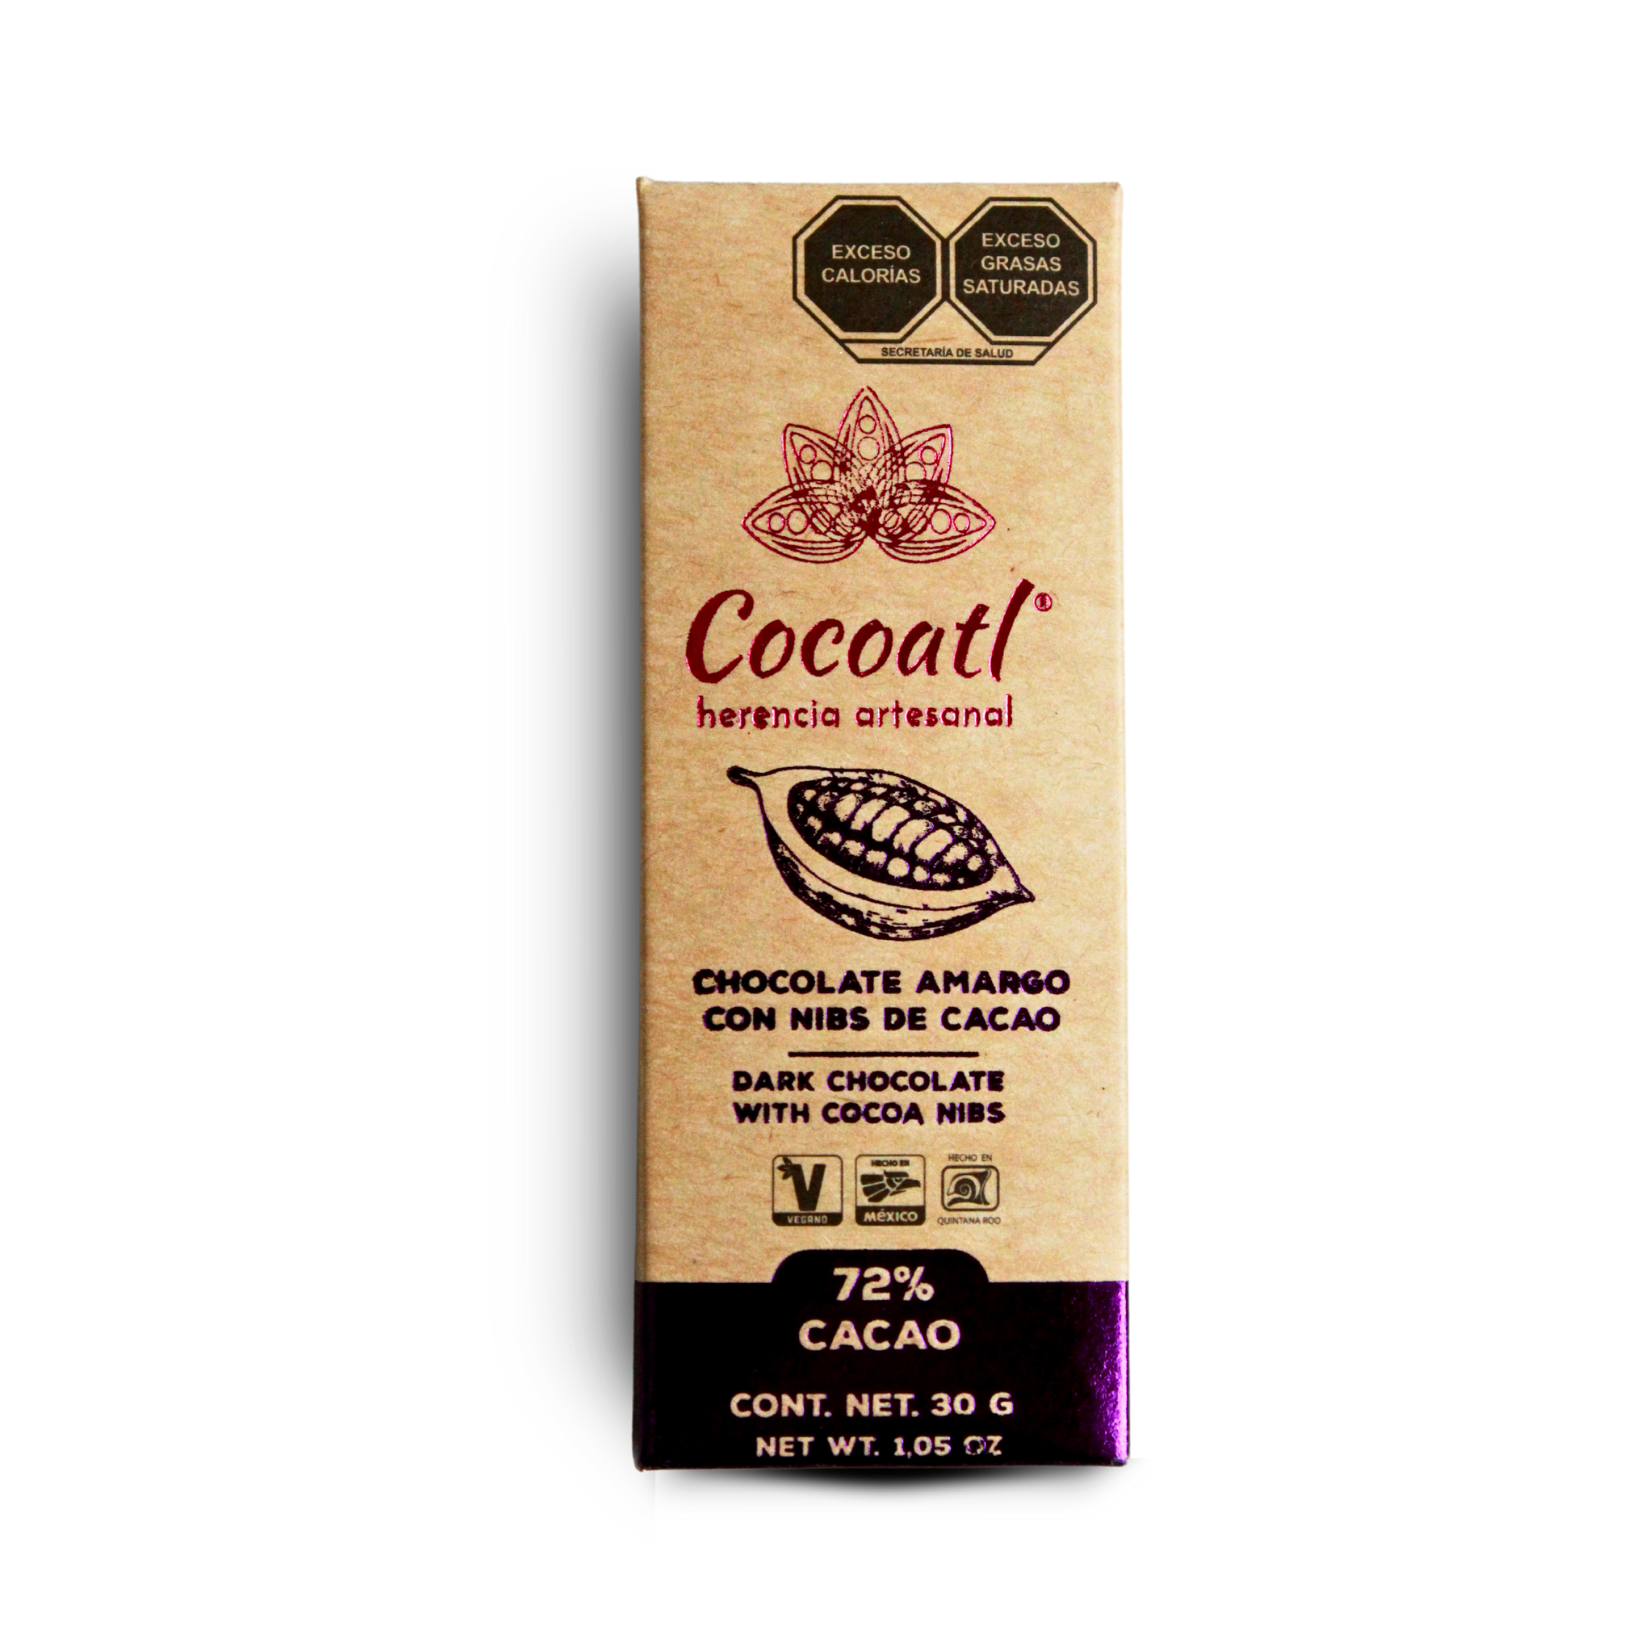 EXCESO
CALORÍAS
EXCESO
GRASAS
SATURADAS
SECRETARÍA DE SALUD
Cocoatl®
herencia artesanal
CHOCOLATE AMARGO
CON NIBS DE CACAO
DARK CHOCOLATE
WITH COCOA NIBS
V
VEGANO
HECHO EN
MÉXICO
HECHO EN
QUINTANA ROO
72%
CACAO
CONT. NET. 30 G
NET WT. 1,05 OZ